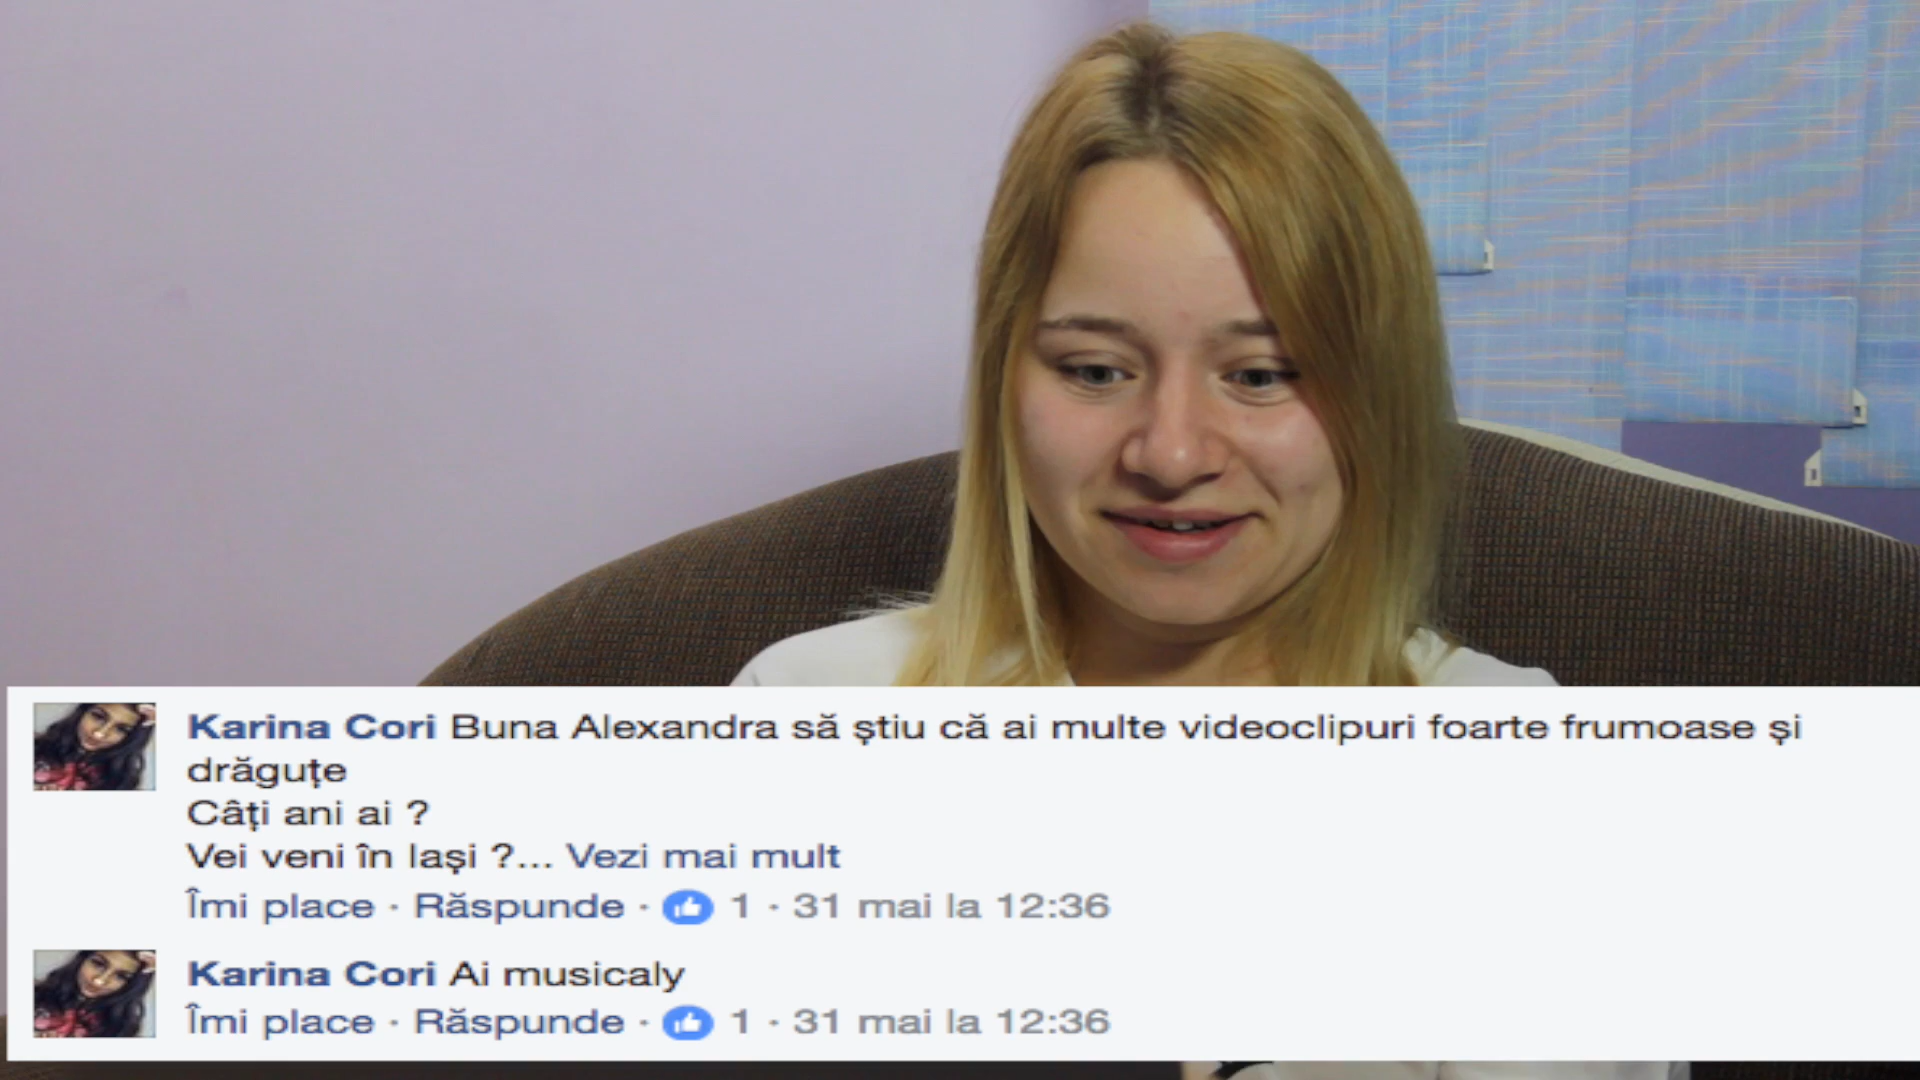 Karina Cori Buna Alexandra să știu că ai multe videoclipuri foarte frumoase și
drăguțe
Câți ani ai ?
Vei veni în Iași ?... Vezi mai mult
Îmi place · Răspunde · 1 · 31 mai la 12:36
Karina Cori Ai musicaly
Îmi place · Răspunde · 1 · 31 mai la 12:36